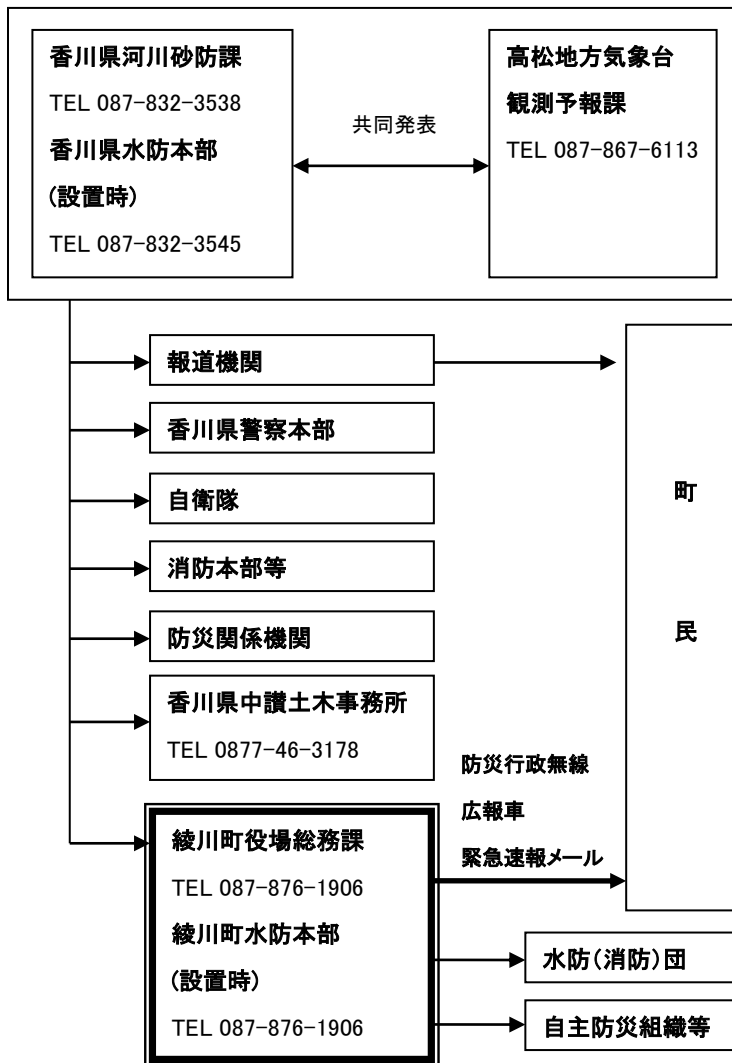 香川県河川砂防課
TEL 087-832-3538
香川県水防本部
(設置時)
TEL 087-832-3545
共同発表
高松地方気象台
観測予報課
TEL 087-867-6113
報道機関
香川県警察本部
自衛隊
消防本部等
防災関係機関
香川県中讃土木事務所
TEL 0877-46-3178
綾川町役場総務課
TEL 087-876-1906
綾川町水防本部
(設置時)
TEL 087-876-1906
防災行政無線
広報車
緊急速報メール
町
民
水防(消防)団
自主防災組織等